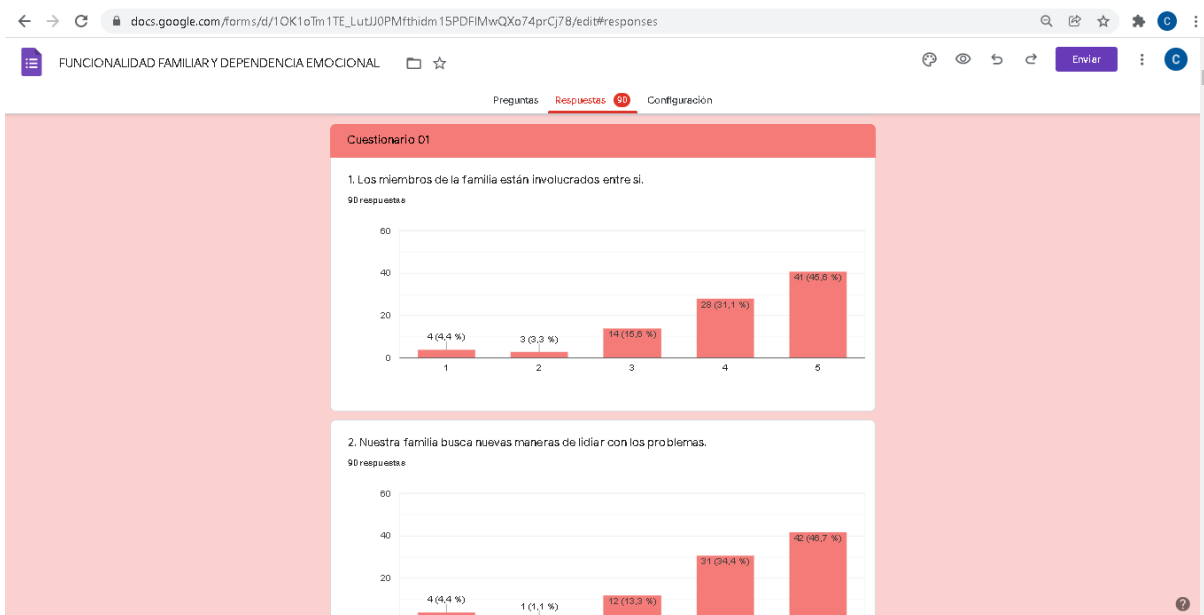 docs.google.com/forms/d/1OK1oTm1TE_LutJJ0PMfthidm15PDFlMwQXo74prCj78/edit#responses
C
FUNCIONALIDAD FAMILIAR Y DEPENDENCIA EMOCIONAL
Enviar
C
Preguntas Respuestas 90 Configuración
Cuestionario 01
1. Los miembros de la familia están involucrados entre si.
90 respuestas
60
40
20
0
4 (4,4 %)
3 (3,3 %)
14 (15,6 %)
28 (31,1 %)
41 (45,6 %)
1 2 3 4 5
2. Nuestra familia busca nuevas maneras de lidiar con los problemas.
90 respuestas
60
40
20
4 (4,4 %)
1 (1,1 %)
12 (13,3 %)
31 (34,4 %)
42 (46,7 %)